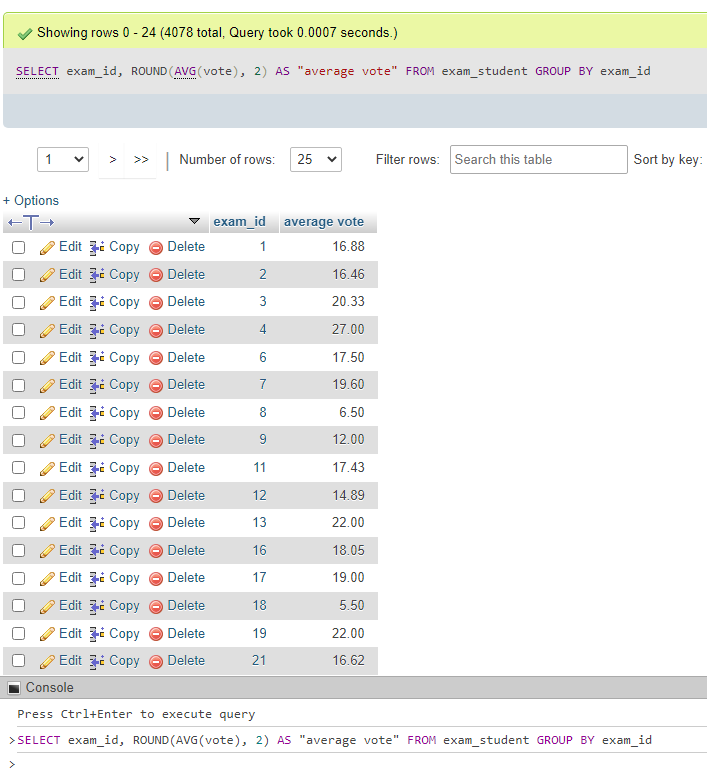 Showing rows 0 - 24 (4078 total, Query took 0.0007 seconds.)
SELECT exam_id, ROUND(AVG(vote), 2) AS "average vote" FROM exam_student GROUP BY exam_id
1 > >> | Number of rows: 25 Filter rows: Search this table Sort by key:
+ Options
←T→ exam_id average vote
Edit Copy Delete 1 16.88
Edit Copy Delete 2 16.46
Edit Copy Delete 3 20.33
Edit Copy Delete 4 27.00
Edit Copy Delete 6 17.50
Edit Copy Delete 7 19.60
Edit Copy Delete 8 6.50
Edit Copy Delete 9 12.00
Edit Copy Delete 11 17.43
Edit Copy Delete 12 14.89
Edit Copy Delete 13 22.00
Edit Copy Delete 16 18.05
Edit Copy Delete 17 19.00
Edit Copy Delete 18 5.50
Edit Copy Delete 19 22.00
Edit Copy Delete 21 16.62
Console
Press Ctrl+Enter to execute query
>SELECT exam_id, ROUND(AVG(vote), 2) AS "average vote" FROM exam_student GROUP BY exam_id
>